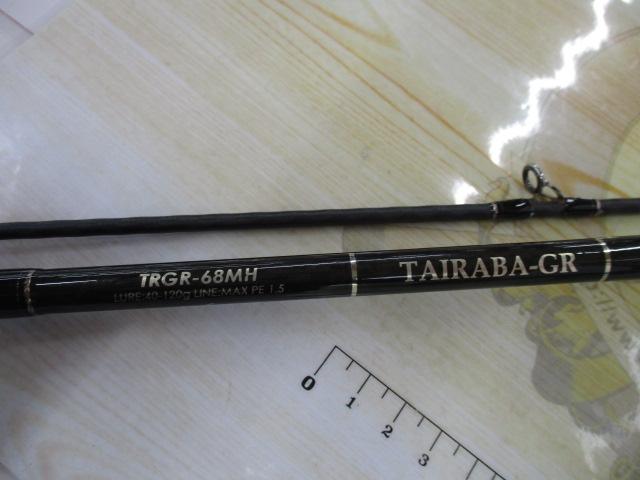 TRGR-68MH
LURE:40-120g LINE:MAX PE 1.5
TAIRABA-GR
0 1 2 3